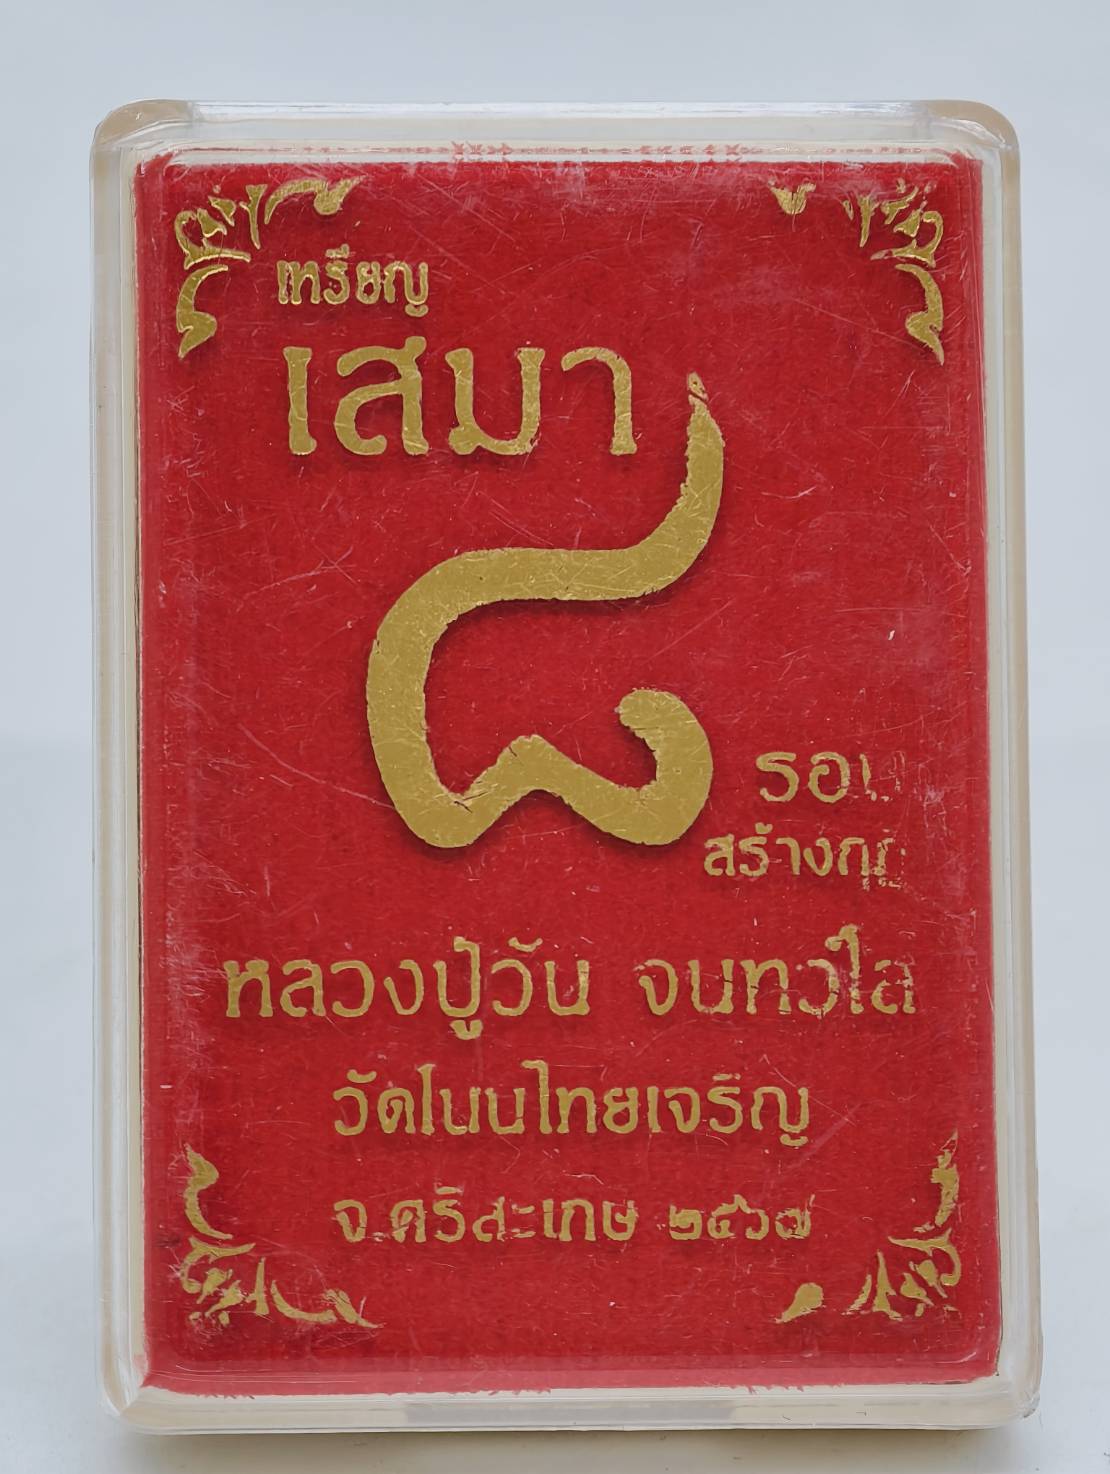 เหรียญ
เสมา
๘
รอบ
สร้างกุฏิ
หลวงปู่วัน จนทวํโส
วัดโนนไทยเจริญ
จ.ศรีสะเกษ ๒๕๖๗